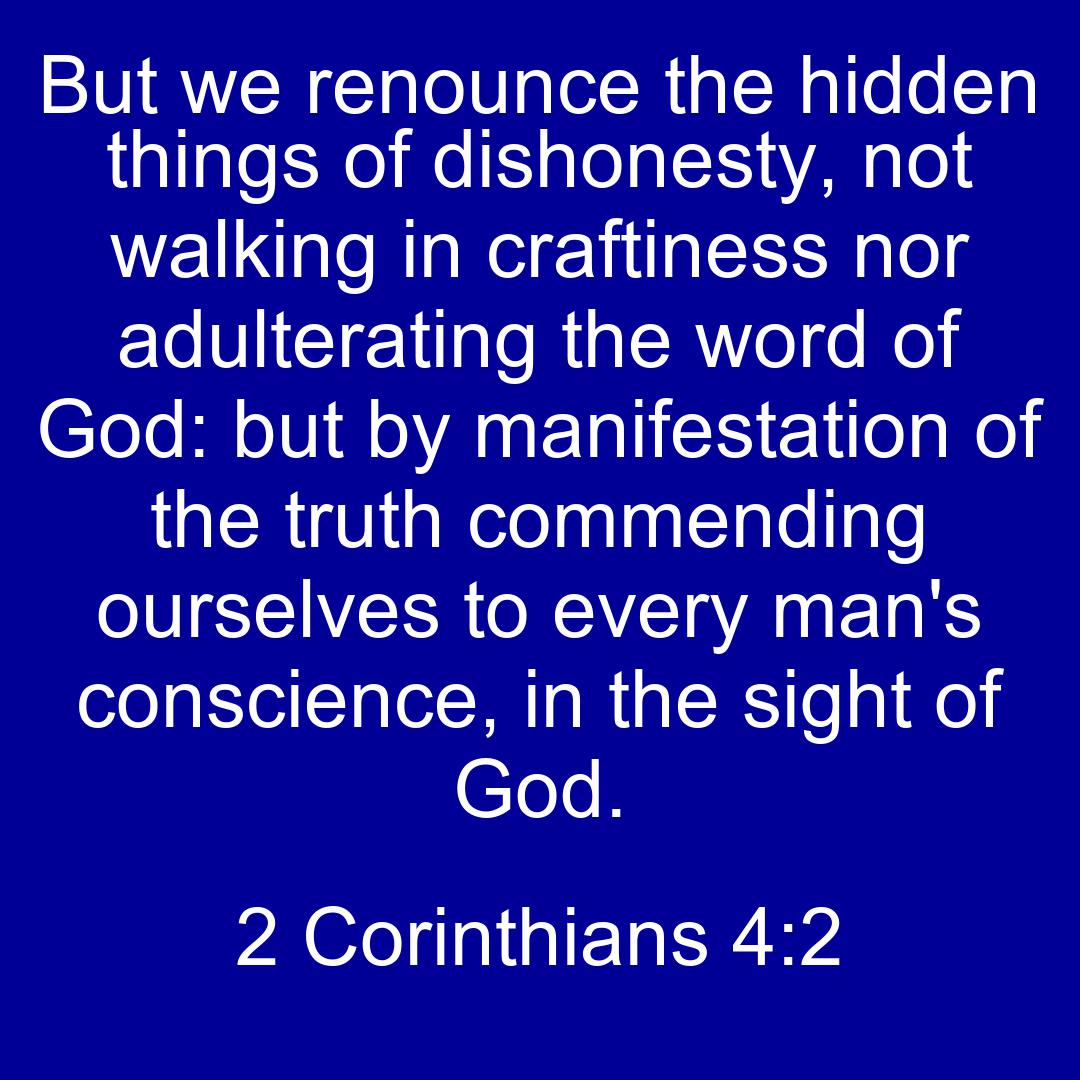 But we renounce the hidden
things of dishonesty, not
walking in craftiness nor
adulterating the word of
God: but by manifestation of
the truth commending
ourselves to every man's
conscience, in the sight of
God.
2 Corinthians 4:2